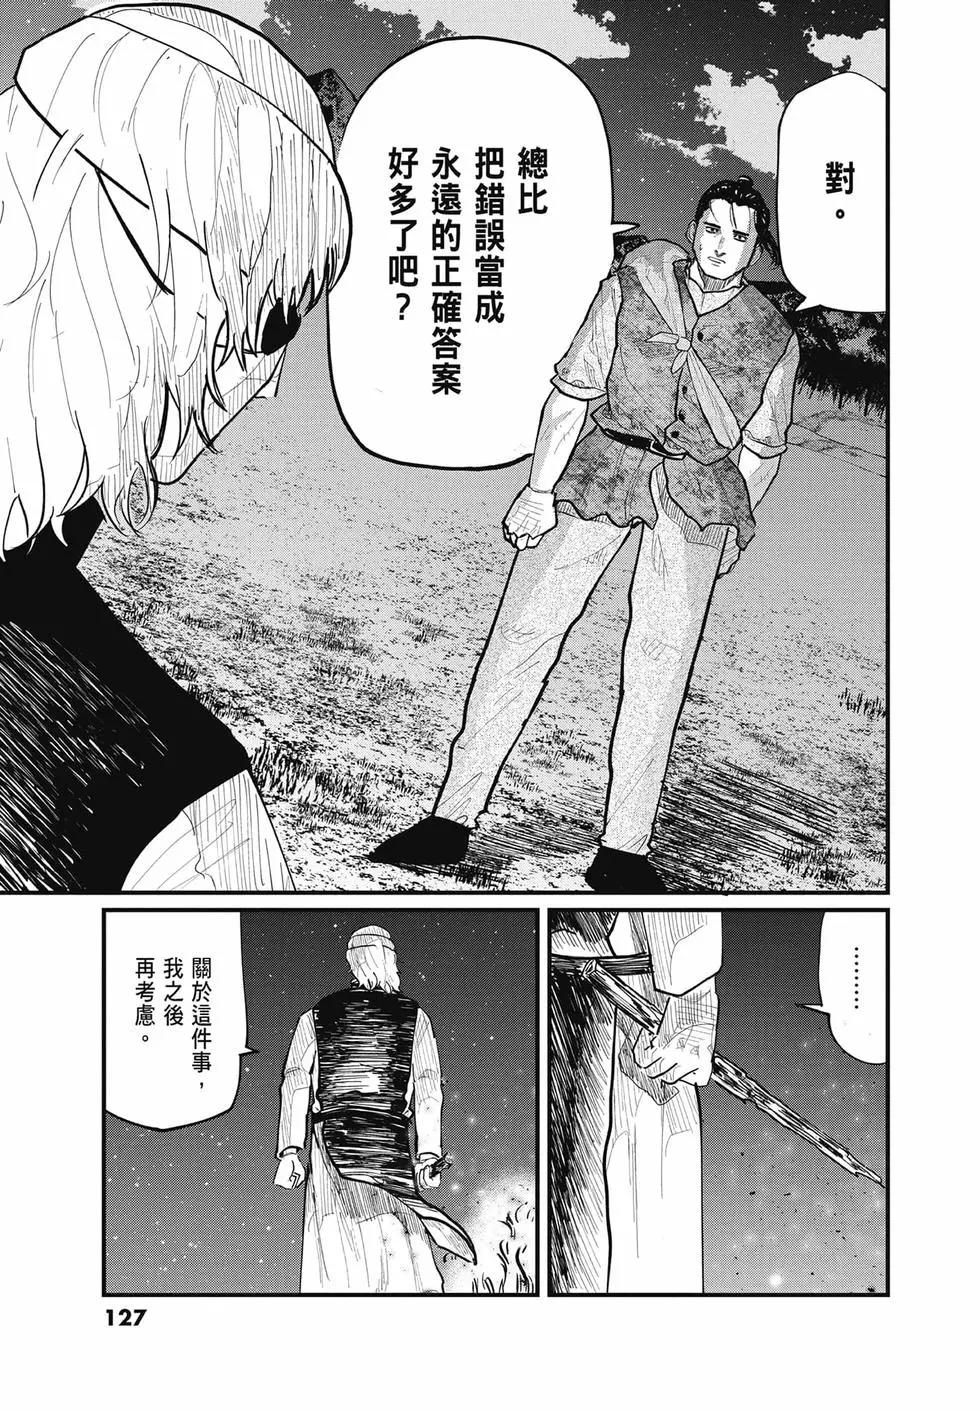 對。
總比
把錯誤當成
永遠的正確答案
好多了吧？
………
關於這件事，
我之後
再考慮。
127